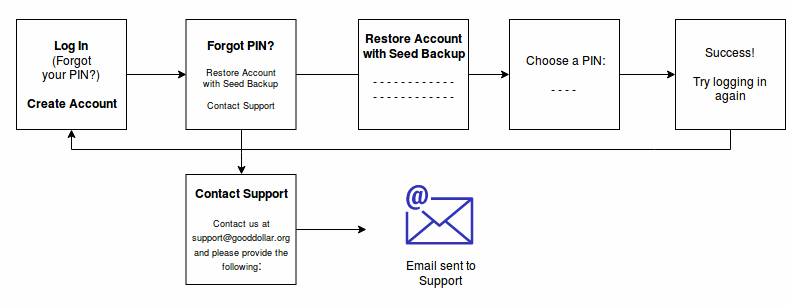 Log In
(Forgot
your PIN?)
Create Account
Forgot PIN?
Restore Account
with Seed Backup
Contact Support
Restore Account
with Seed Backup
- - - - - - - - - - - -
- - - - - - - - - - - -
Choose a PIN:
- - - -
Success!
Try logging in
again
Contact Support
Contact us at
support@gooddollar.org
and please provide the
following:
@
Email sent to
Support